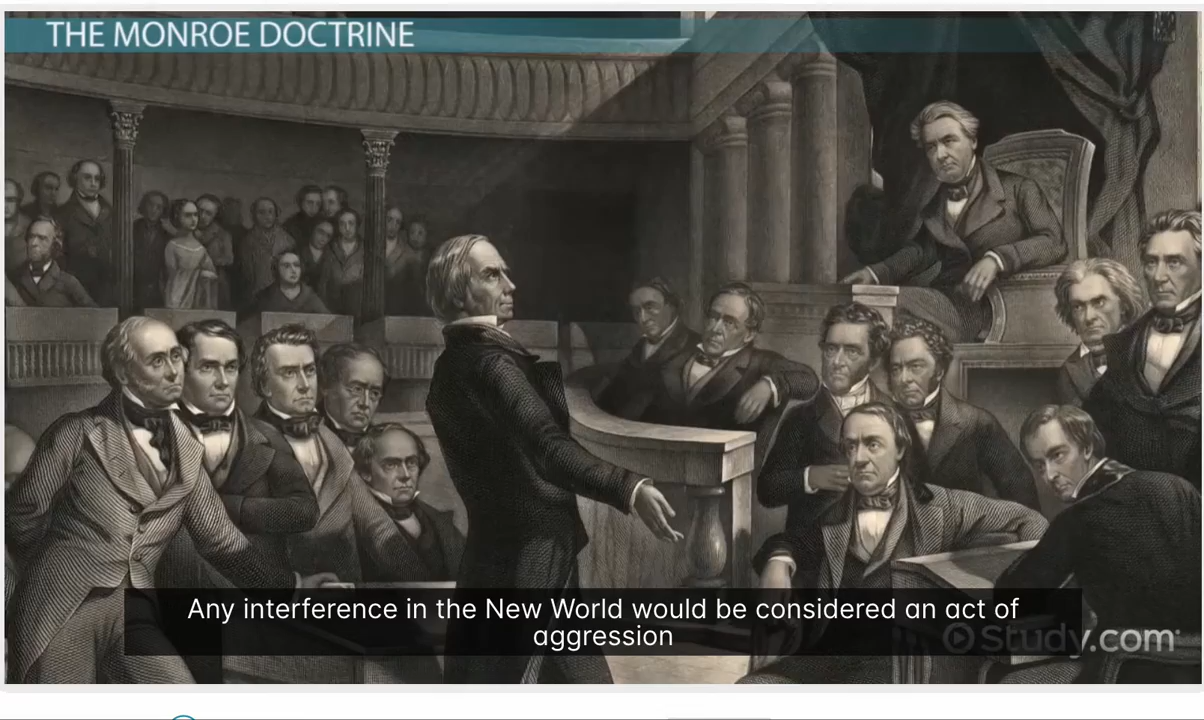 THE MONROE DOCTRINE
Any interference in the New World would be considered an act of
aggression
Study.com